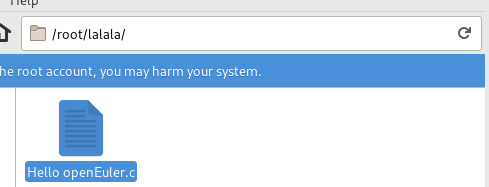 Help
/root/lalala/
he root account, you may harm your system.
Hello openEuler.c